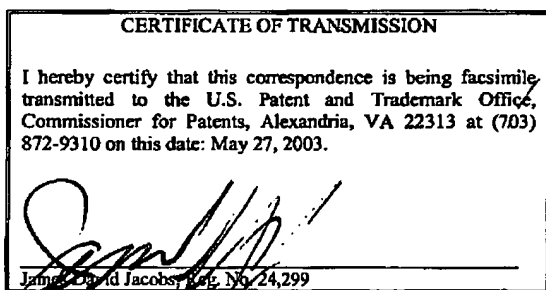 CERTIFICATE OF TRANSMISSION
I hereby certify that this correspondence is being facsimile
transmitted to the U.S. Patent and Trademark Office,
Commissioner for Patents, Alexandria, VA 22313 at (703)
872-9310 on this date: May 27, 2003.
James David Jacobs, Reg. No. 24,299